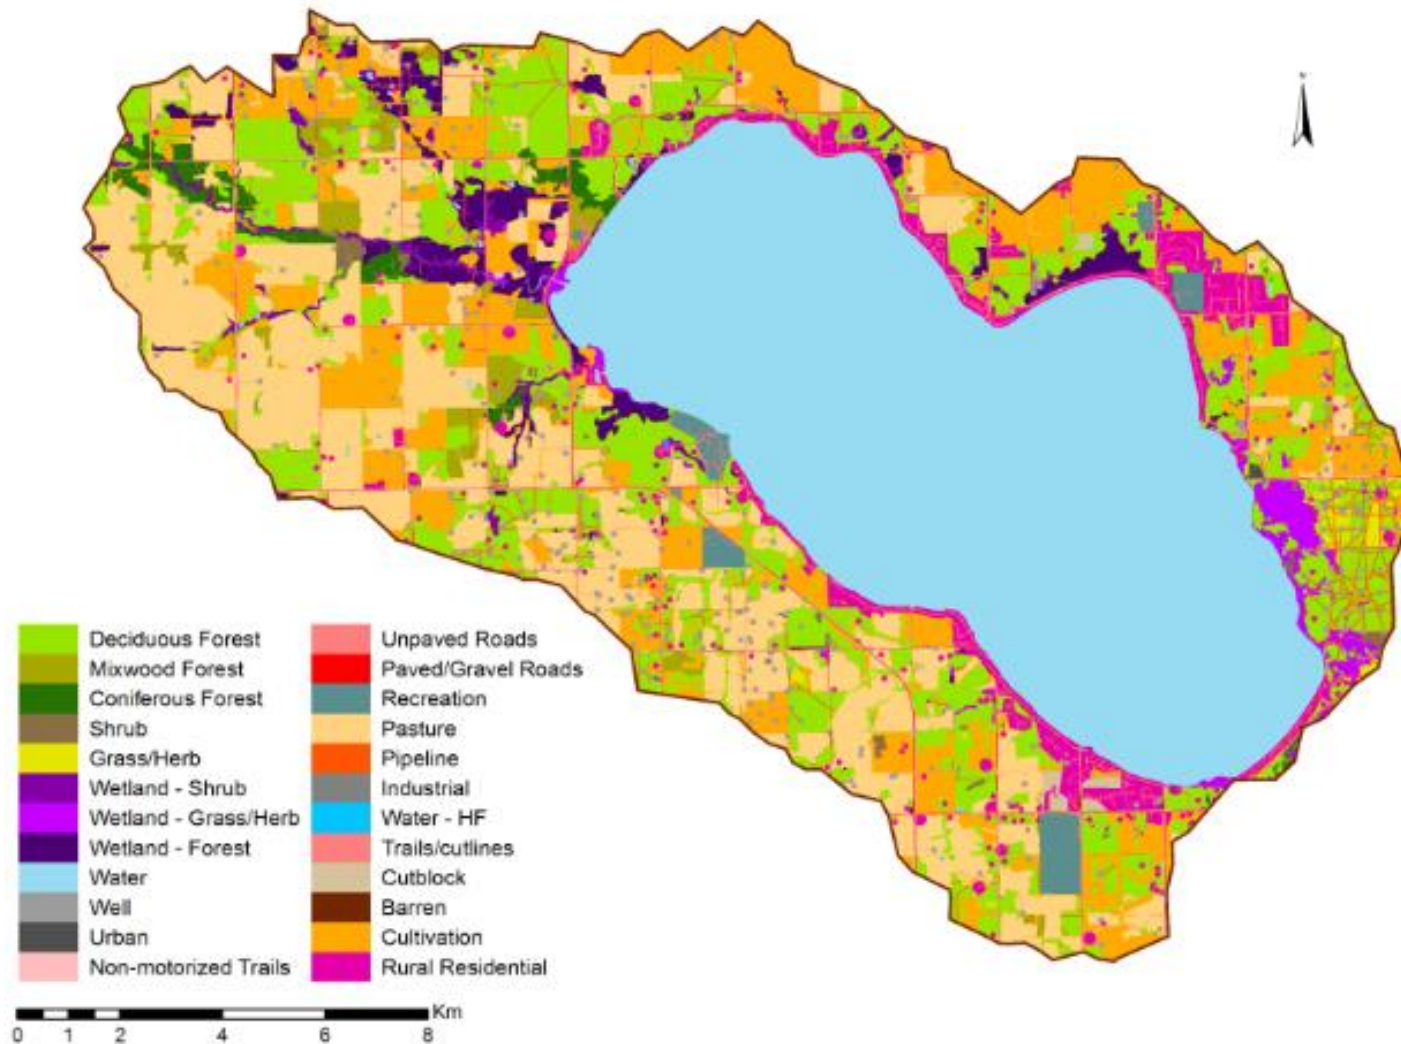 Deciduous Forest
Mixwood Forest
Coniferous Forest
Shrub
Grass/Herb
Wetland - Shrub
Wetland - Grass/Herb
Wetland - Forest
Water
Well
Urban
Non-motorized Trails
Unpaved Roads
Paved/Gravel Roads
Recreation
Pasture
Pipeline
Industrial
Water - HF
Trails/cutlines
Cutblock
Barren
Cultivation
Rural Residential
Km
0 1 2 4 6 8